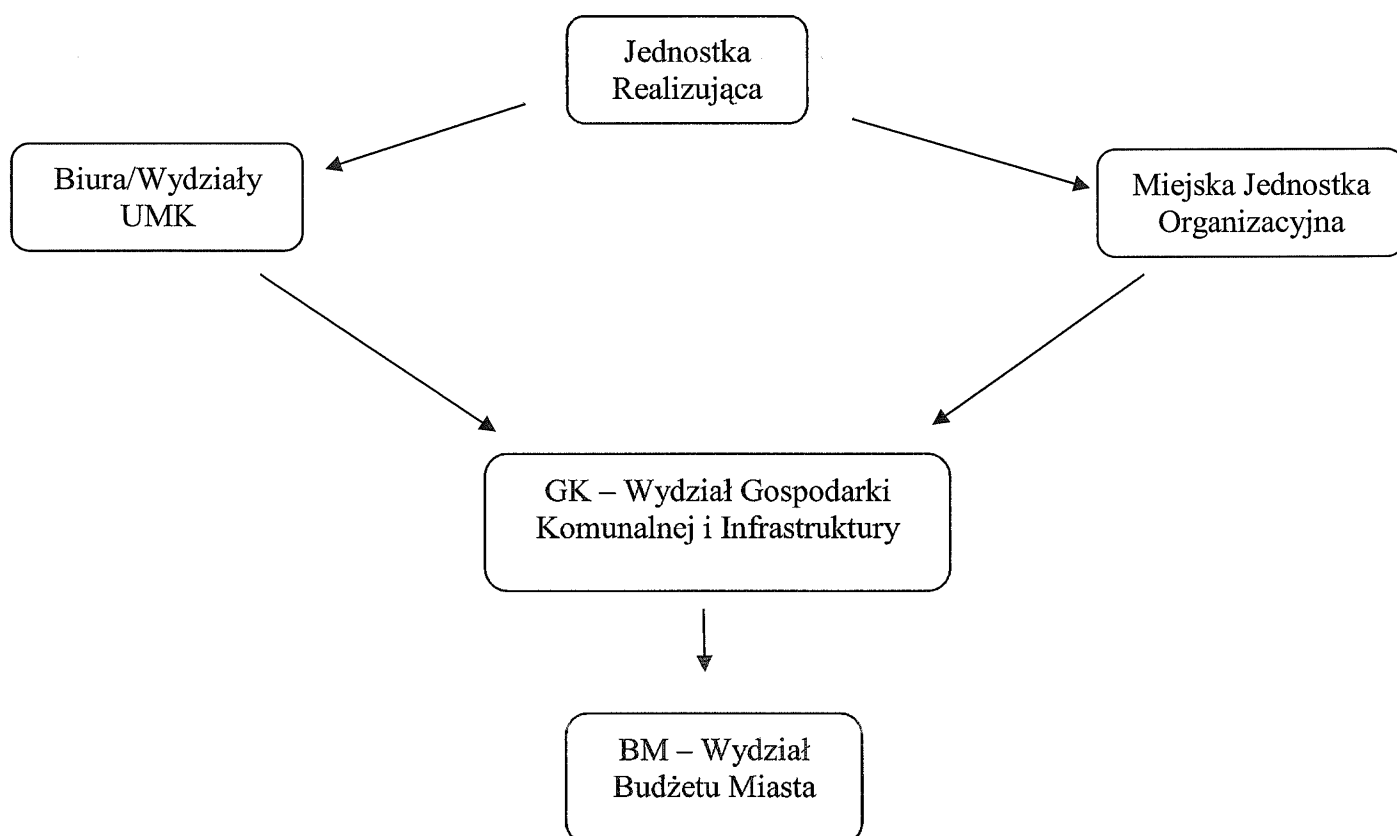 Jednostka
Realizująca
Biura/Wydziały
UMK
Miejska Jednostka
Organizacyjna
GK – Wydział Gospodarki
Komunalnej i Infrastruktury
BM – Wydział
Budżetu Miasta